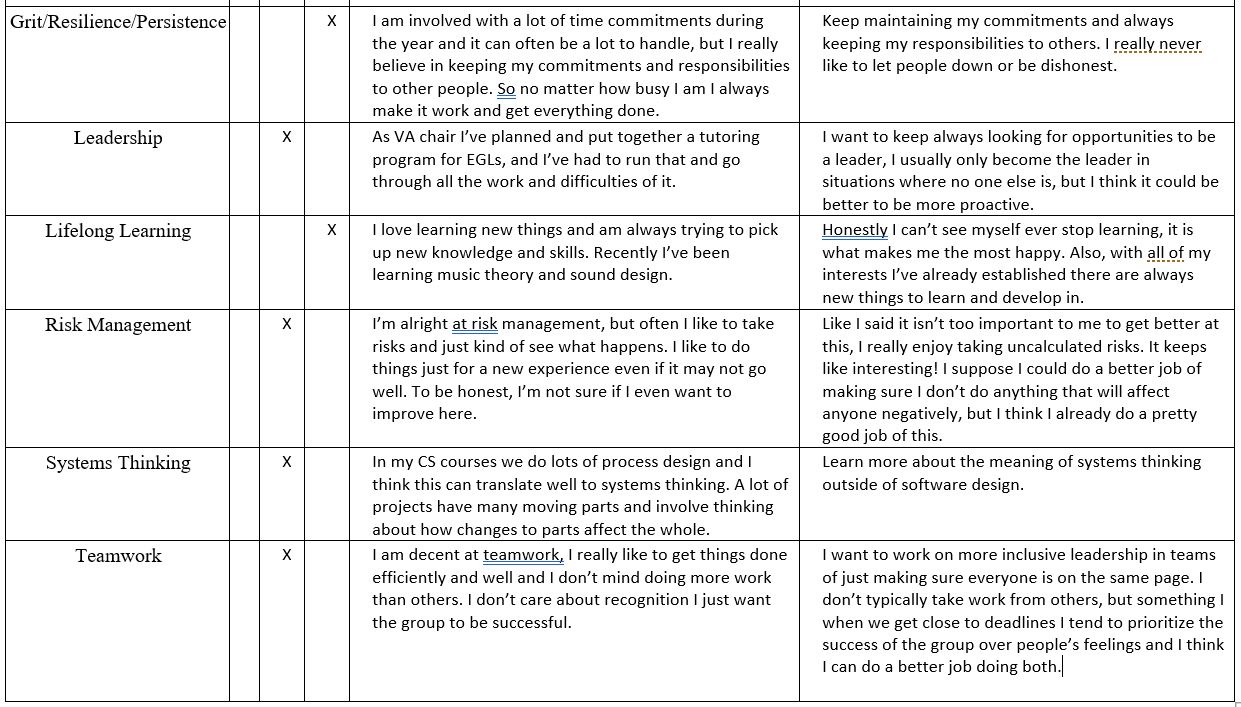 Grit/Resilience/Persistence X I am involved with a lot of time commitments during Keep maintaining my commitments and always
the year and it can often be a lot to handle, but I really keeping my responsibilities to others. I really never
believe in keeping my commitments and responsibilities like to let people down or be dishonest.
to other people. So no matter how busy I am I always
make it work and get everything done.
Leadership X As VA chair I’ve planned and put together a tutoring I want to keep always looking for opportunities to be
program for EGLs, and I’ve had to run that and go a leader, I usually only become the leader in
through all the work and difficulties of it. situations where no one else is, but I think it could be
better to be more proactive.
Lifelong Learning X I love learning new things and am always trying to pick Honestly I can’t see myself ever stop learning, it is
up new knowledge and skills. Recently I’ve been what makes me the most happy. Also, with all of my
learning music theory and sound design. interests I’ve already established there are always
new things to learn and develop in.
Risk Management X I’m alright at risk management, but often I like to take Like I said it isn’t too important to me to get better at
risks and just kind of see what happens. I like to do this, I really enjoy taking uncalculated risks. It keeps
things just for a new experience even if it may not go like interesting! I suppose I could do a better job of
well. To be honest, I’m not sure if I even want to making sure I don’t do anything that will affect
improve here. anyone negatively, but I think I already do a pretty
good job of this.
Systems Thinking X In my CS courses we do lots of process design and I Learn more about the meaning of systems thinking
think this can translate well to systems thinking. A lot of outside of software design.
projects have many moving parts and involve thinking
about how changes to parts affect the whole.
Teamwork X I am decent at teamwork, I really like to get things done I want to work on more inclusive leadership in teams
efficiently and well and I don’t mind doing more work of just making sure everyone is on the same page. I
than others. I don’t care about recognition I just want don’t typically take work from others, but something I
the group to be successful. when we get close to deadlines I tend to prioritize the
success of the group over people’s feelings and I think
I can do a better job doing both.